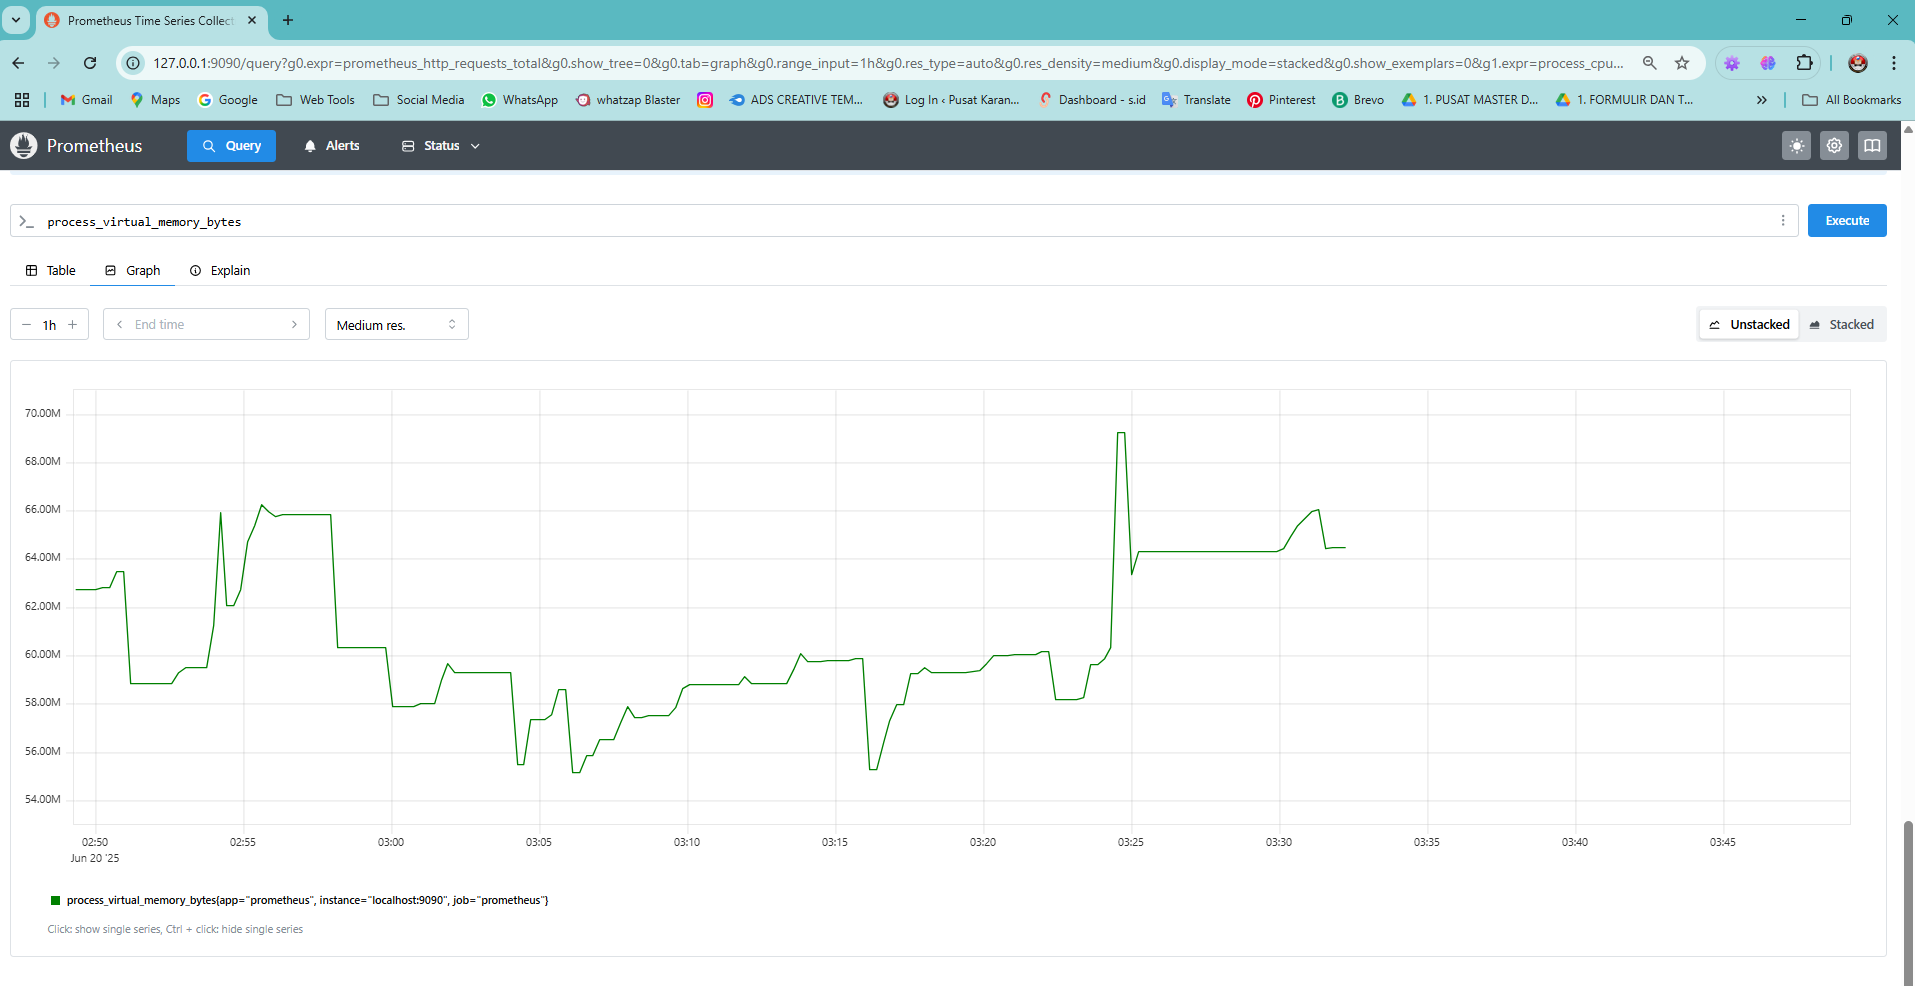 Prometheus Time Series Collect
127.0.0.1:9090/query?g0.expr=prometheus_http_requests_total&g0.show_tree=0&g0.tab=graph&g0.range_input=1h&g0.res_type=auto&g0.res_density=medium&g0.display_mode=stacked&g0.show_exemplars=0&g1.expr=process_cpu...
Gmail Maps Google Web Tools Social Media WhatsApp whatzap Blaster ADS CREATIVE TEM... Log In ‹ Pusat Karan... Dashboard - s.id Translate Pinterest Brevo 1. PUSAT MASTER D... 1. FORMULIR DAN T... » All Bookmarks
Prometheus Query Alerts Status
process_virtual_memory_bytes Execute
Table Graph Explain
− 1h + End time Medium res. Unstacked Stacked
70.00M
68.00M
66.00M
64.00M
62.00M
60.00M
58.00M
56.00M
54.00M
02:50 02:55 03:00 03:05 03:10 03:15 03:20 03:25 03:30 03:35 03:40 03:45
Jun 20 '25
process_virtual_memory_bytes{app="prometheus", instance="localhost:9090", job="prometheus"}
Click: show single series, Ctrl + click: hide single series